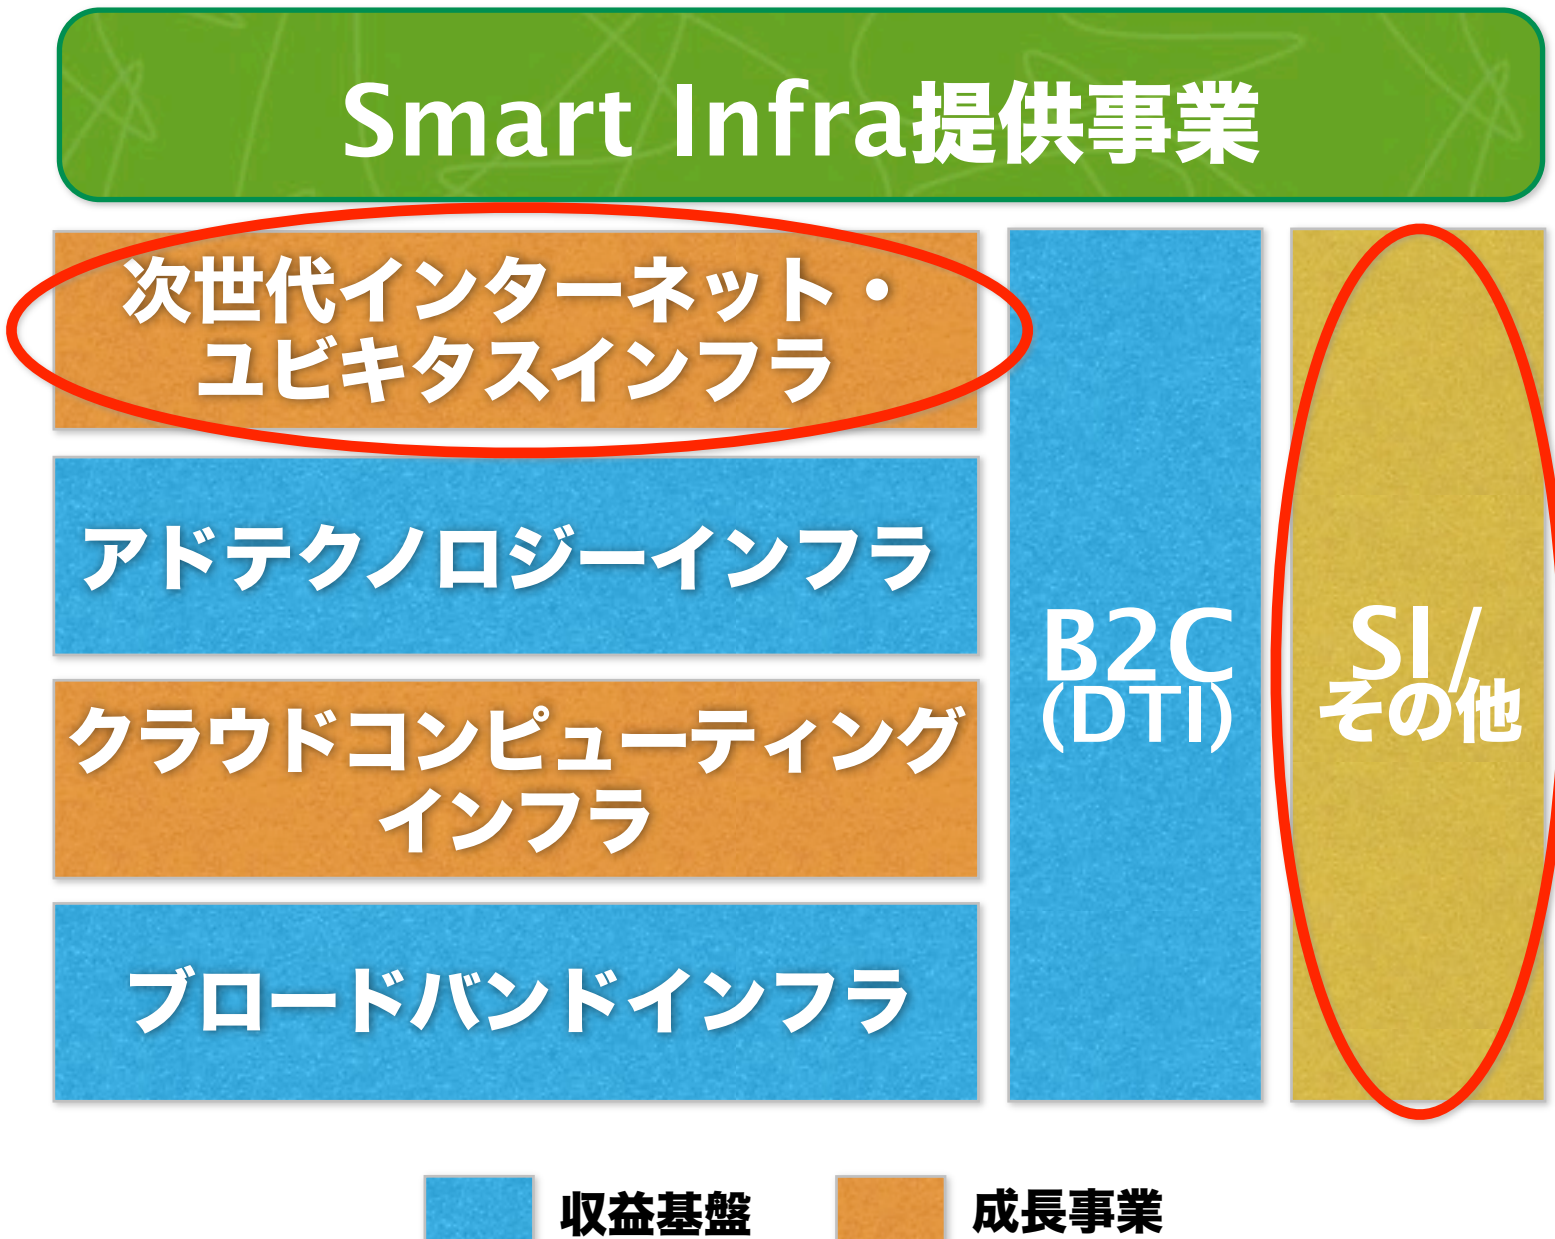 Smart Infra提供事業
次世代インターネット・
ユビキタスインフラ
アドテクノロジーインフラ
クラウドコンピューティング
インフラ
ブロードバンドインフラ
B2C
(DTI)
SI/
その他
収益基盤
成長事業